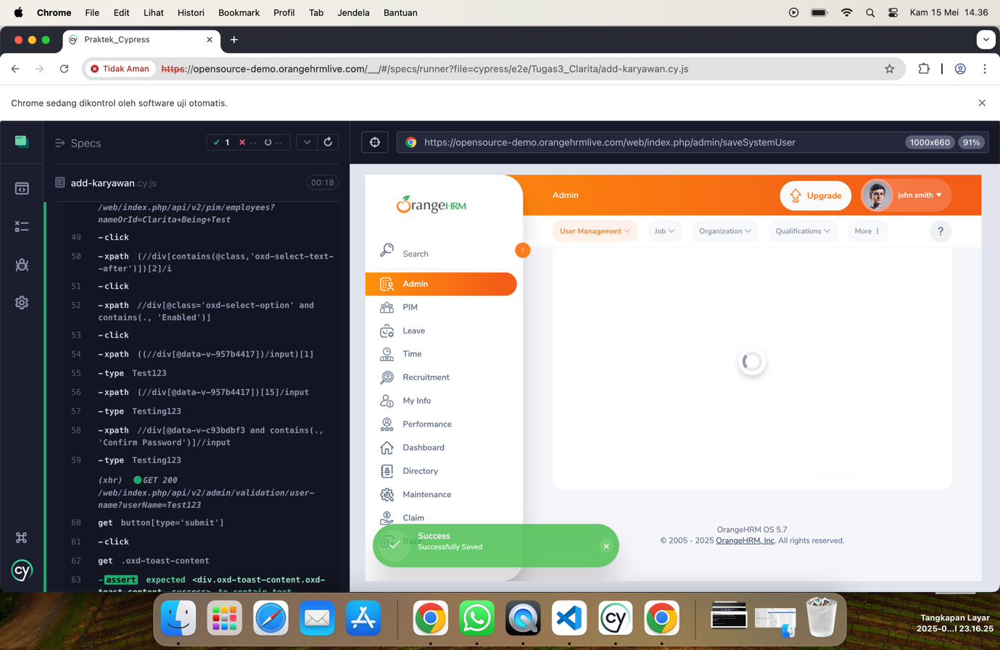 Chrome File Edit Lihat Histori Bookmark Profil Tab Jendela Bantuan Kam 15 Mei 14.36
Praktek_Cypress
Tidak Aman https://opensource-demo.orangehrmlive.com/__/#/specs/runner?file=cypress/e2e/Tugas3_Clarita/add-karyawan.cy.js
Chrome sedang dikontrol oleh software uji otomatis.
Specs 1 -- --
https://opensource-demo.orangehrmlive.com/web/index.php/admin/saveSystemUser 1000x660 91%
add-karyawan.cy.js 00:18
/web/index.php/api/v2/pim/employees?
nameOrId=Clarita+Being+Test
49 -click
50 -xpath (//div[contains(@class,'oxd-select-text-
-after')])[2]/i
51 -click
52 -xpath //div[@class='oxd-select-option' and
contains(., 'Enabled')]
53 -click
54 -xpath ((//div[@data-v-957b4417])/input)[1]
55 -type Test123
56 -xpath (//div[@data-v-957b4417])[15]/input
57 -type Testing123
58 -xpath //div[@data-v-c93bdbf3 and contains(.,
'Confirm Password')]//input
59 -type Testing123
(xhr) GET 200
/web/index.php/api/v2/admin/validation/user-
name?userName=Test123
60 get button[type='submit']
61 -click
62 get .oxd-toast-content
63 -assert expected <div.oxd-toast-content.oxd-
toast-content--success> to contain text
OrangeHRM
Search
Admin
PIM
Leave
Time
Recruitment
My Info
Performance
Dashboard
Directory
Maintenance
Claim
Buzz
Admin
Upgrade
john smith
User Management Job Organization Qualifications More ?
Success
Successfully Saved
OrangeHRM OS 5.7
© 2005 - 2025 OrangeHRM, Inc. All rights reserved.
cy
Tangkapan Layar
2025-0...l 23.16.25